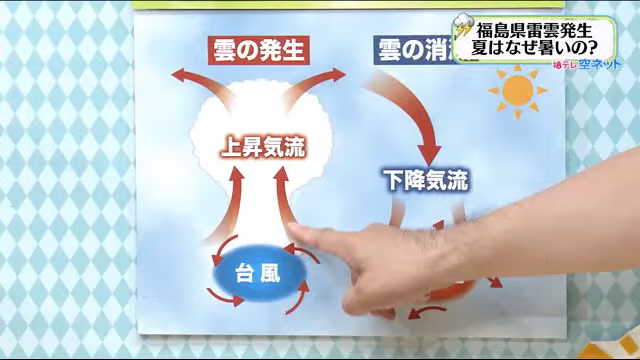 福島県雷雲発生
夏はなぜ暑いの?
福テレ空ネット
雲の発生
雲の消
上昇気流
下降気流
台風